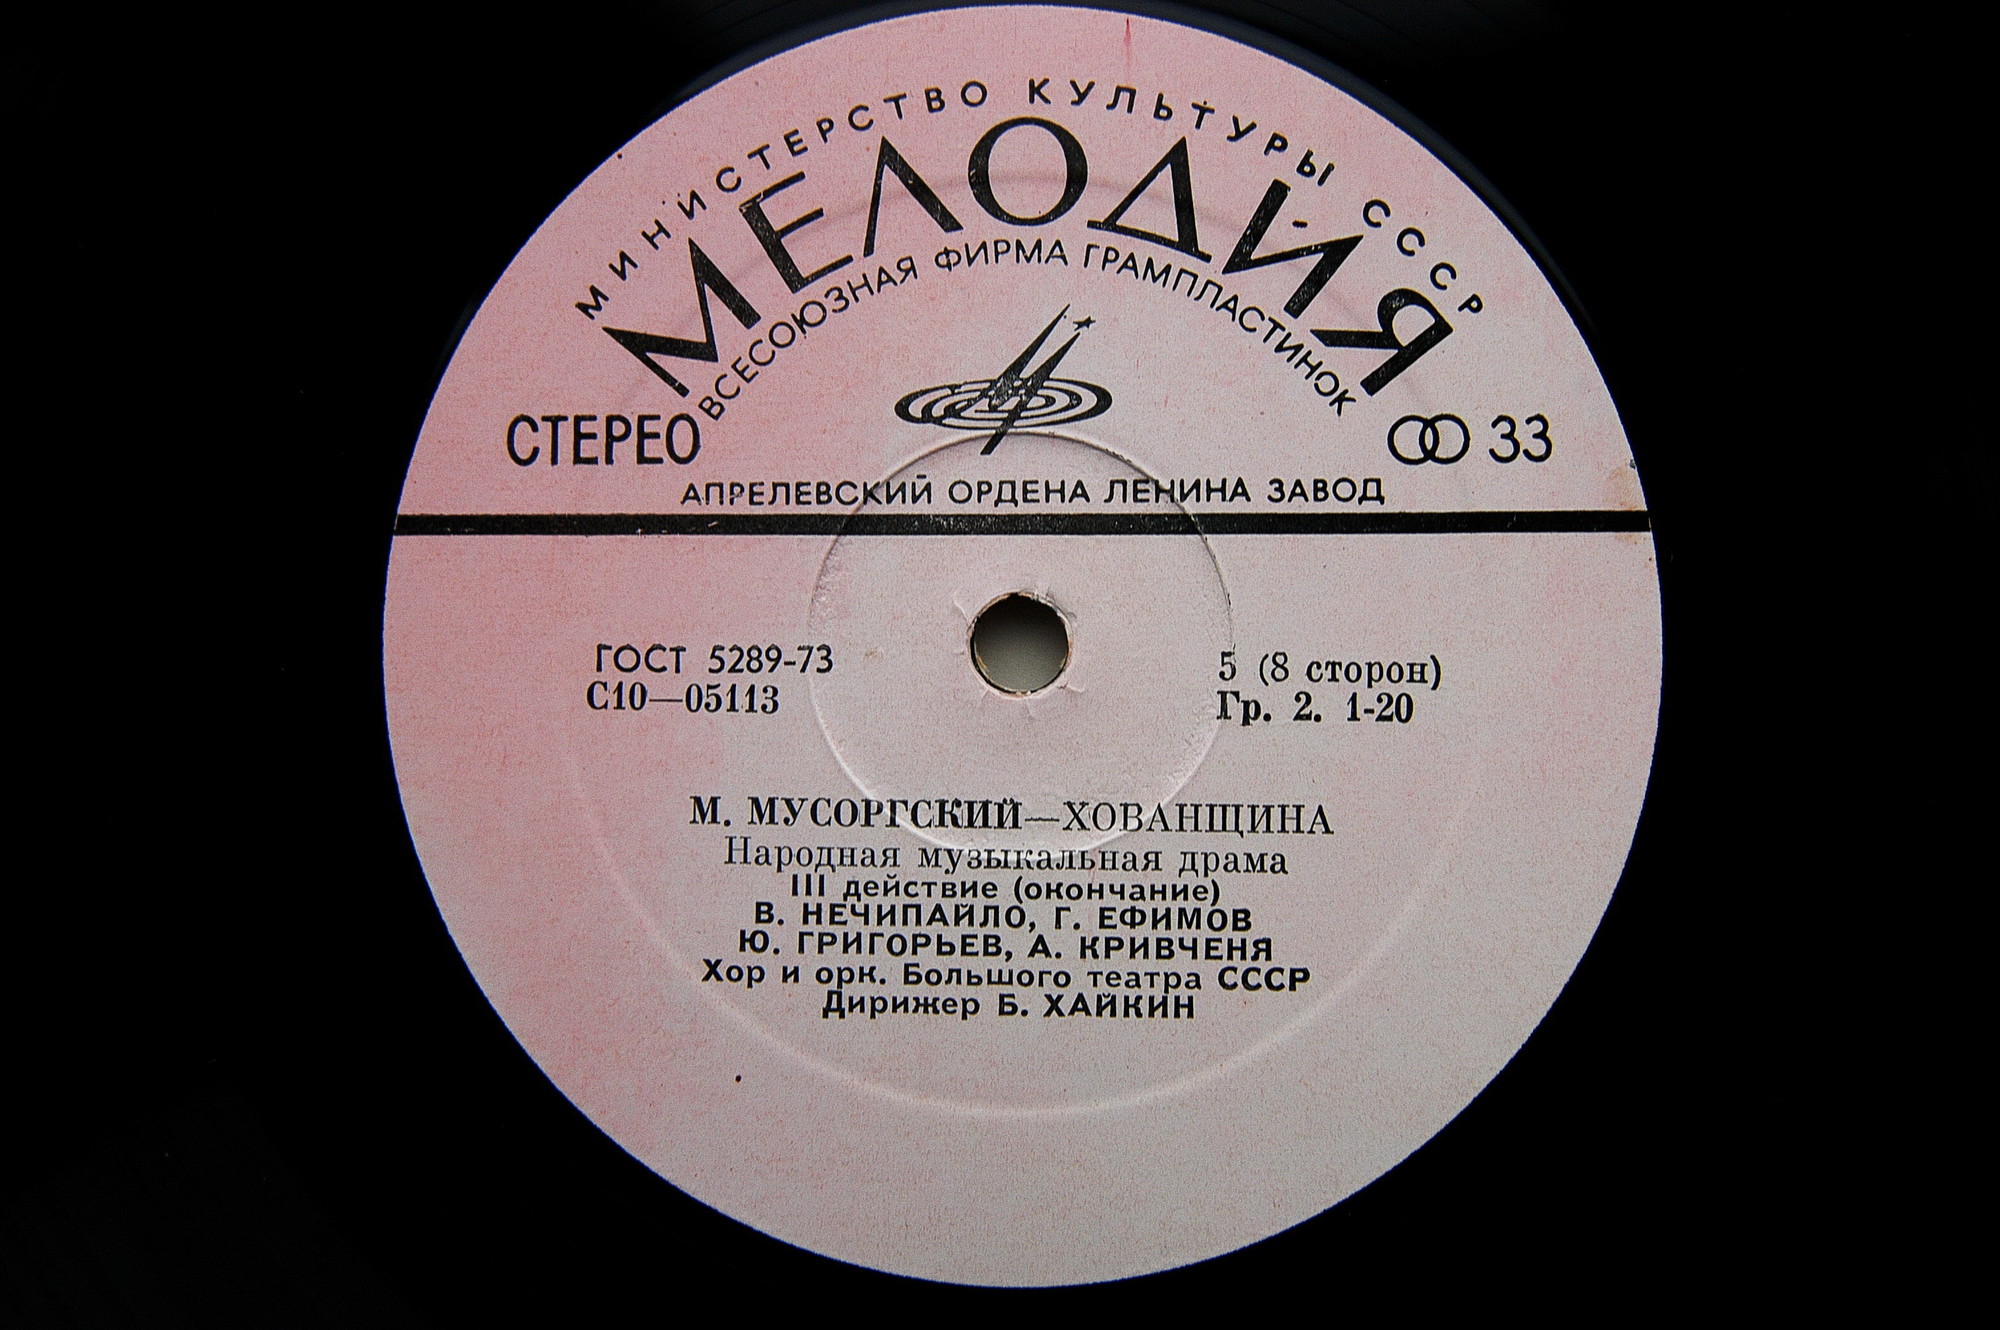 МИНИСТЕРСТВО КУЛЬТУРЫ СССР
МЕЛОДИЯ
ВСЕСОЮЗНАЯ ФИРМА ГРАМПЛАСТИНОК
СТЕРЕО 33
АПРЕЛЕВСКИЙ ОРДЕНА ЛЕНИНА ЗАВОД
ГОСТ 5289-73
С10—05113
5 (8 сторон)
Гр. 2. 1-20
М. МУСОРГСКИЙ—ХОВАНЩИНА
Народная музыкальная драма
III действие (окончание)
В. НЕЧИПАЙЛО, Г. ЕФИМОВ
Ю. ГРИГОРЬЕВ, А. КРИВЧЕНЯ
Хор и орк. Большого театра СССР
Дирижер Б. ХАЙКИН